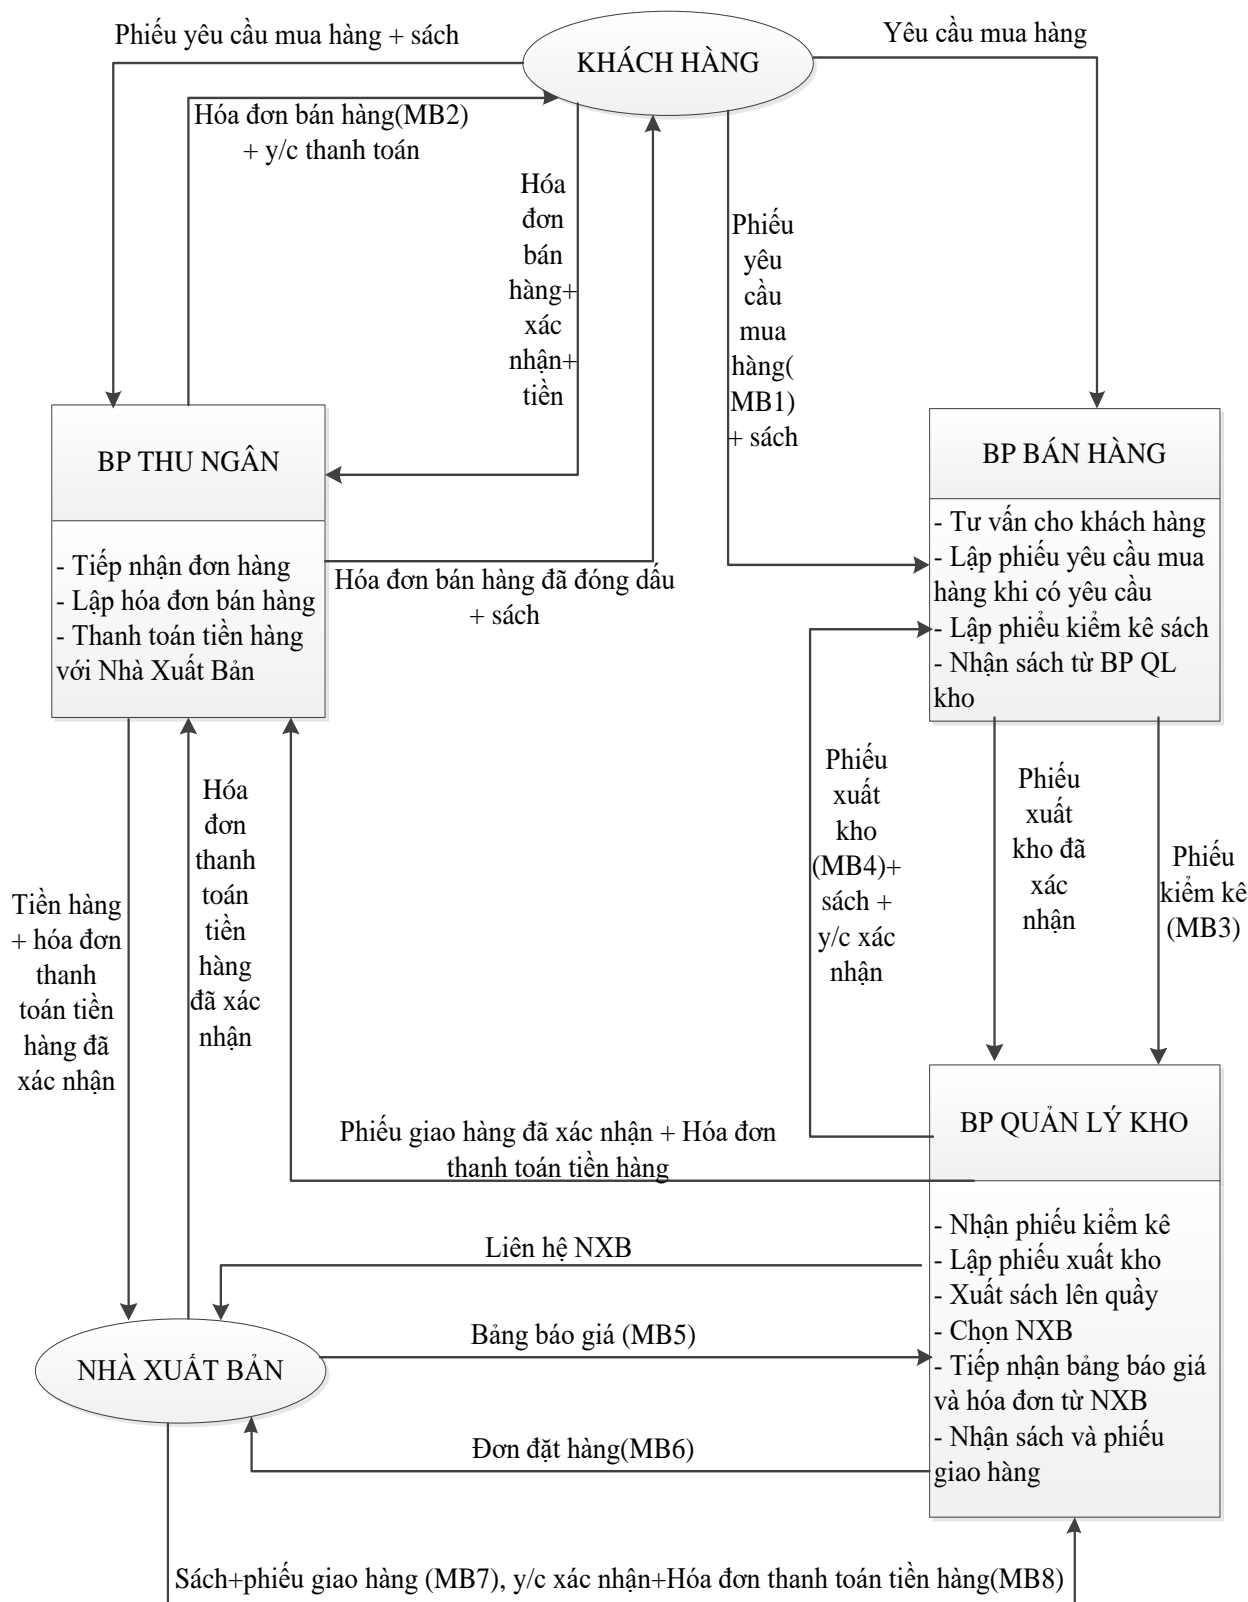 Phiếu yêu cầu mua hàng + sách
KHÁCH HÀNG
Yêu cầu mua hàng
Hóa đơn bán hàng(MB2)
+ y/c thanh toán
Hóa
đơn
bán
hàng+
xác
nhận+
tiền
Phiếu
yêu
cầu
mua
hàng(
MB1)
+ sách
BP THU NGÂN
- Tiếp nhận đơn hàng
- Lập hóa đơn bán hàng
- Thanh toán tiền hàng
với Nhà Xuất Bản
Hóa đơn bán hàng đã đóng dấu
+ sách
BP BÁN HÀNG
- Tư vấn cho khách hàng
- Lập phiếu yêu cầu mua
hàng khi có yêu cầu
- Lập phiểu kiểm kê sách
- Nhận sách từ BP QL
kho
Tiền hàng
+ hóa đơn
thanh
toán tiền
hàng đã
xác nhận
Hóa
đơn
thanh
toán
tiền
hàng
đã xác
nhận
Phiếu
xuất
kho
(MB4)+
sách +
y/c xác
nhận
Phiếu
xuất
kho đã
xác
nhận
Phiếu
kiểm kê
(MB3)
Phiếu giao hàng đã xác nhận + Hóa đơn
thanh toán tiền hàng
BP QUẢN LÝ KHO
- Nhận phiếu kiểm kê
- Lập phiếu xuất kho
- Xuất sách lên quầy
- Chọn NXB
- Tiếp nhận bảng báo giá
và hóa đơn từ NXB
- Nhận sách và phiếu
giao hàng
Liên hệ NXB
Bảng báo giá (MB5)
NHÀ XUẤT BẢN
Đơn đặt hàng(MB6)
Sách+phiếu giao hàng (MB7), y/c xác nhận+Hóa đơn thanh toán tiền hàng(MB8)